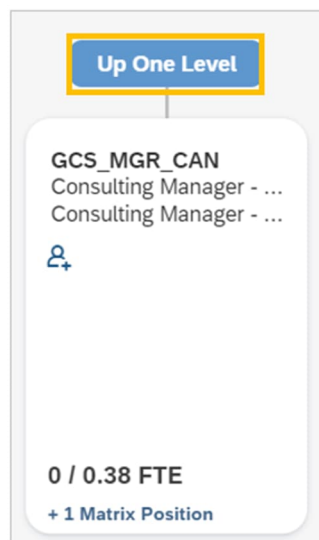 Up One Level
GCS_MGR_CAN
Consulting Manager - ...
Consulting Manager - ...
0 / 0.38 FTE
+ 1 Matrix Position